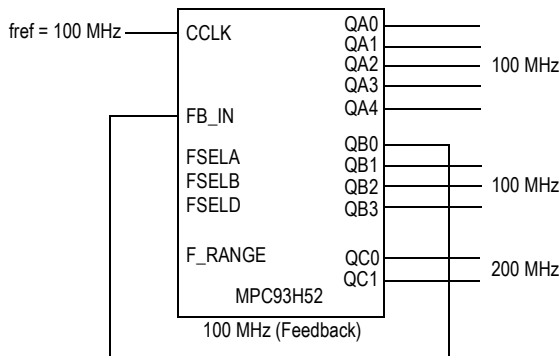 fref = 100 MHz
CCLK
QA0
QA1
QA2
QA3
QA4
100 MHz
FB_IN
FSELA
FSELB
FSELD
F_RANGE
QB0
QB1
QB2
QB3
100 MHz
QC0
QC1
200 MHz
MPC93H52
100 MHz (Feedback)